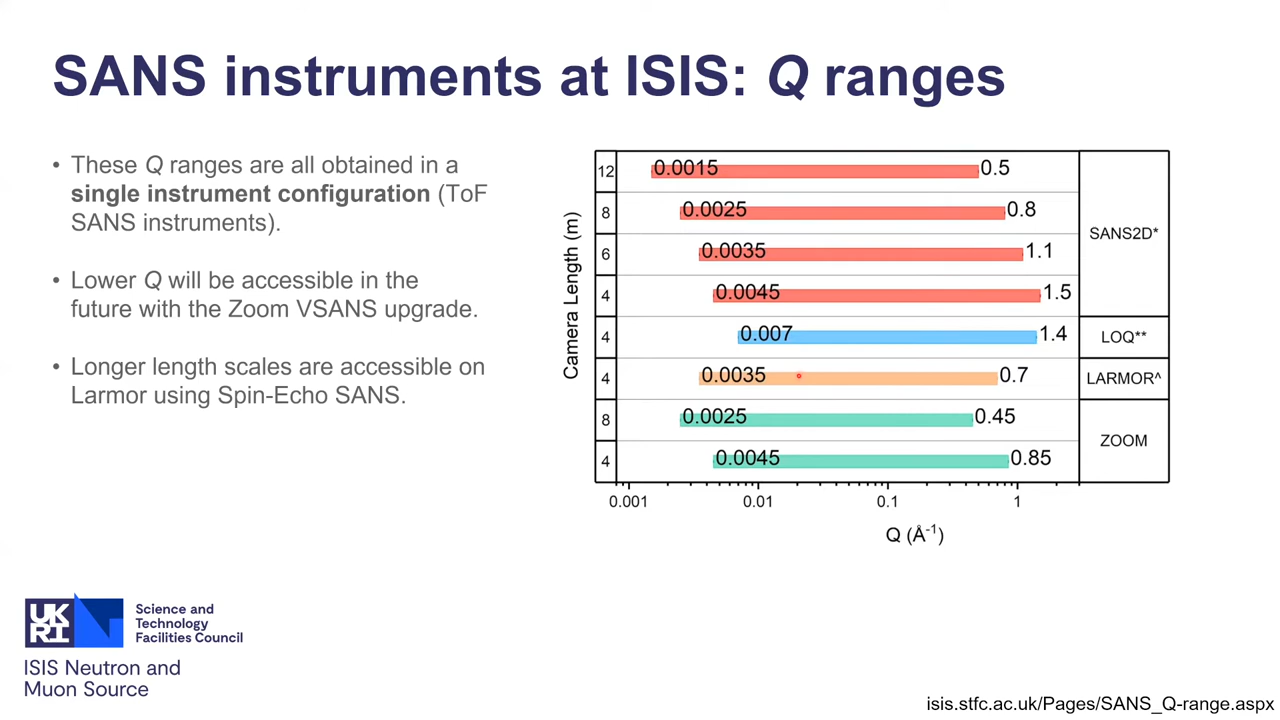 SANS instruments at ISIS: Q ranges
• These Q ranges are all obtained in a
single instrument configuration (ToF
SANS instruments).
• Lower Q will be accessible in the
future with the Zoom VSANS upgrade.
• Longer length scales are accessible on
Larmor using Spin-Echo SANS.
Camera Length (m)
12 0.0015 0.5
8 0.0025 0.8
SANS2D*
6 0.0035 1.1
4 0.0045 1.5
4 0.007 1.4 LOQ**
4 0.0035 0.7 LARMOR^
8 0.0025 0.45
ZOOM
4 0.0045 0.85
0.001 0.01 0.1 1
Q (Å⁻¹)
UKRI
Science and
Technology
Facilities Council
ISIS Neutron and
Muon Source
isis.stfc.ac.uk/Pages/SANS_Q-range.aspx